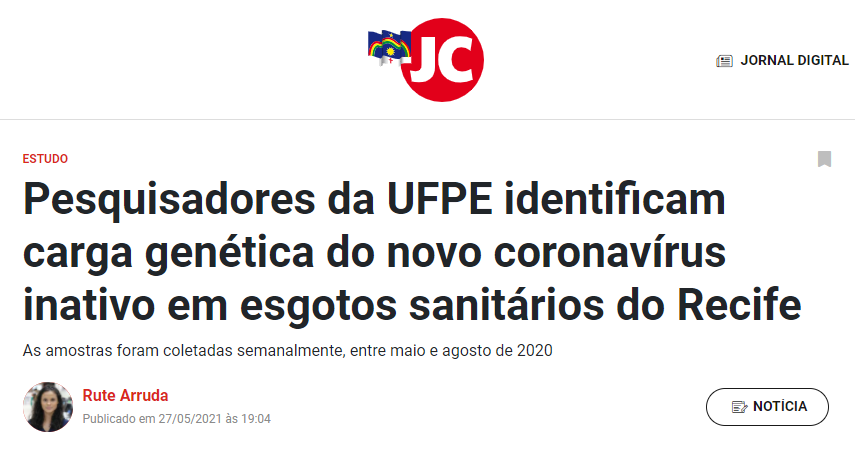 JC
JORNAL DIGITAL
ESTUDO
Pesquisadores da UFPE identificam
carga genética do novo coronavírus
inativo em esgotos sanitários do Recife
As amostras foram coletadas semanalmente, entre maio e agosto de 2020
Rute Arruda
Publicado em 27/05/2021 às 19:04
NOTÍCIA